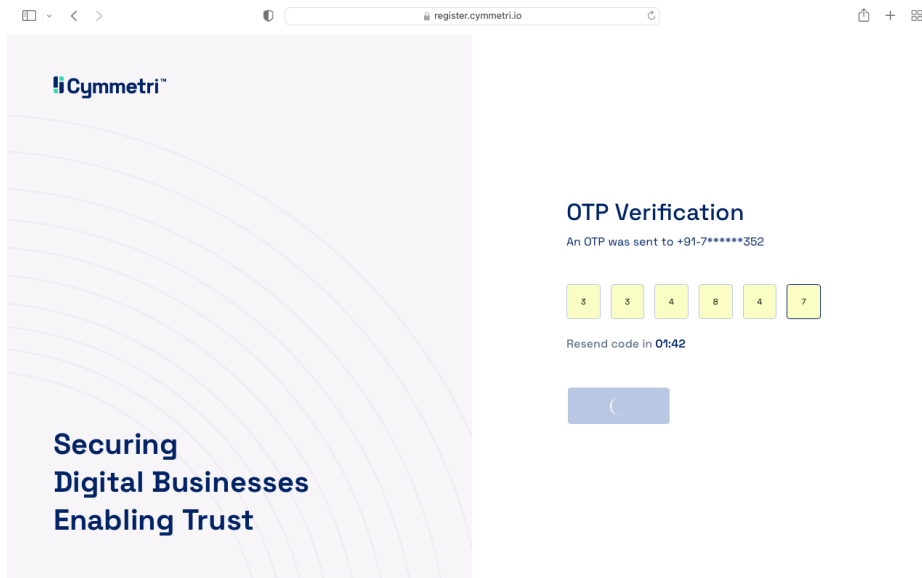 register.cymmetri.io
Cymmetri™
OTP Verification
An OTP was sent to +91-7******352
3 3 4 8 4 7
Resend code in 01:42
Securing
Digital Businesses
Enabling Trust